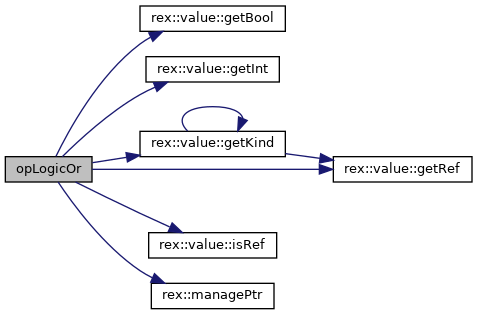 rex::value::getBool
rex::value::getInt
rex::value::getKind
opLogicOr
rex::value::getRef
rex::value::isRef
rex::managePtr